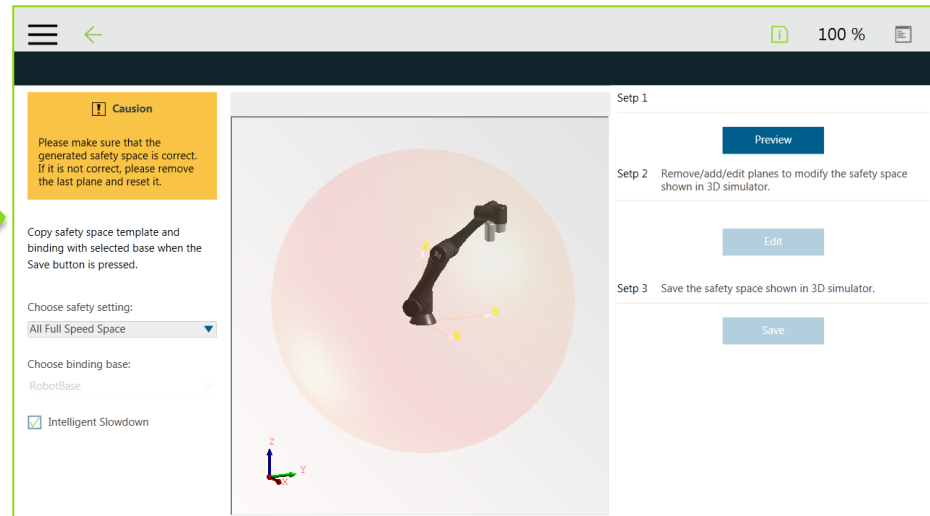 100 %
Causion
Please make sure that the
generated safety space is correct.
If it is not correct, please remove
the last plane and reset it.
Copy safety space template and
binding with selected base when the
Save button is pressed.
Choose safety setting:
All Full Speed Space
Choose binding base:
RobotBase
Intelligent Slowdown
Z
Y
X
Z
Y
X
Setp 1
Preview
Setp 2 Remove/add/edit planes to modify the safety space
shown in 3D simulator.
Edit
Setp 3 Save the safety space shown in 3D simulator.
Save